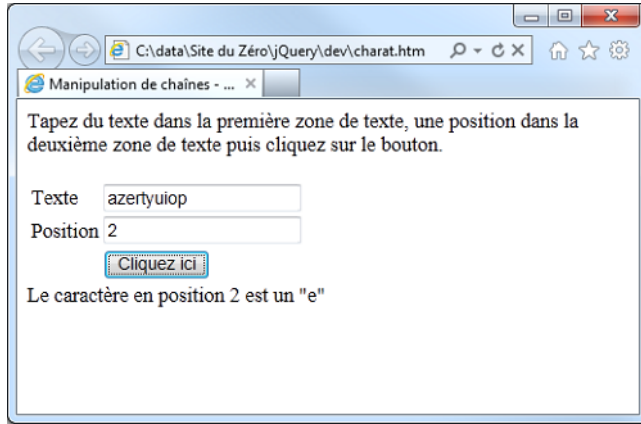 C:\data\Site du Zéro\jQuery\dev\charat.htm
Manipulation de chaînes - ...
Tapez du texte dans la première zone de texte, une position dans la
deuxième zone de texte puis cliquez sur le bouton.
Texte azertyuiop
Position 2
Cliquez ici
Le caractère en position 2 est un "e"